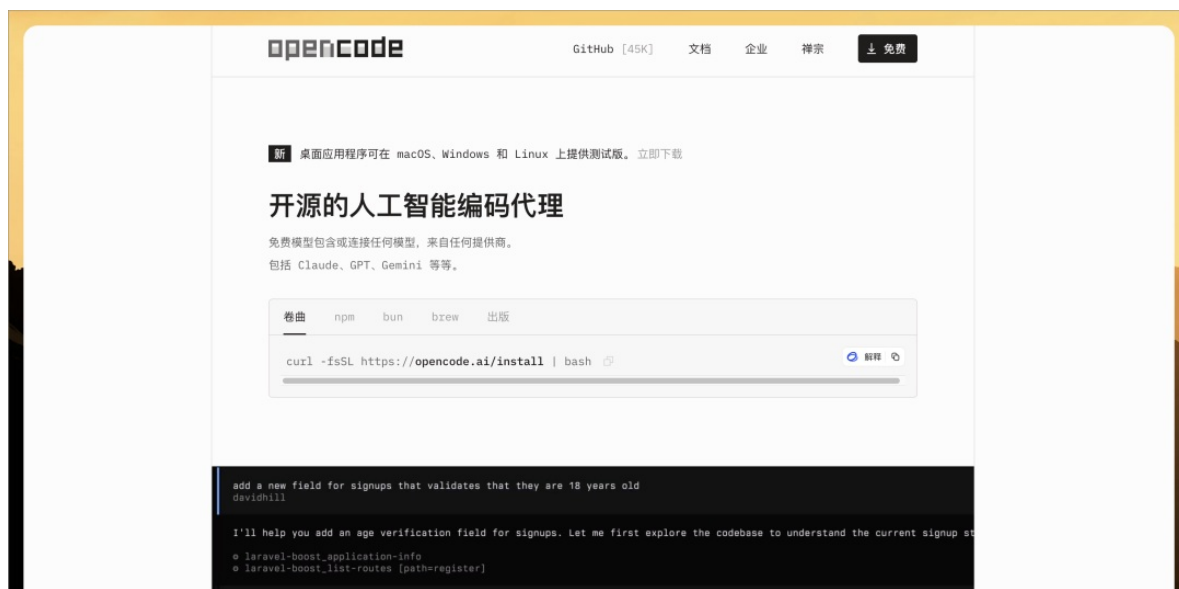 opencode
GitHub [45K] 文档 企业 禅宗 免费
新 桌面应用程序可在 macOS、Windows 和 Linux 上提供测试版。立即下载
开源的人工智能编码代理
免费模型包含或连接任何模型，来自任何提供商。
包括 Claude、GPT、Gemini 等等。
卷曲 npm bun brew 出版
curl -fsSL https://opencode.ai/install | bash 解释
add a new field for signups that validates that they are 18 years old
davidhill
I'll help you add an age verification field for signups. Let me first explore the codebase to understand the current signup st
laravel-boost_application-info
laravel-boost_list-routes [path=register]